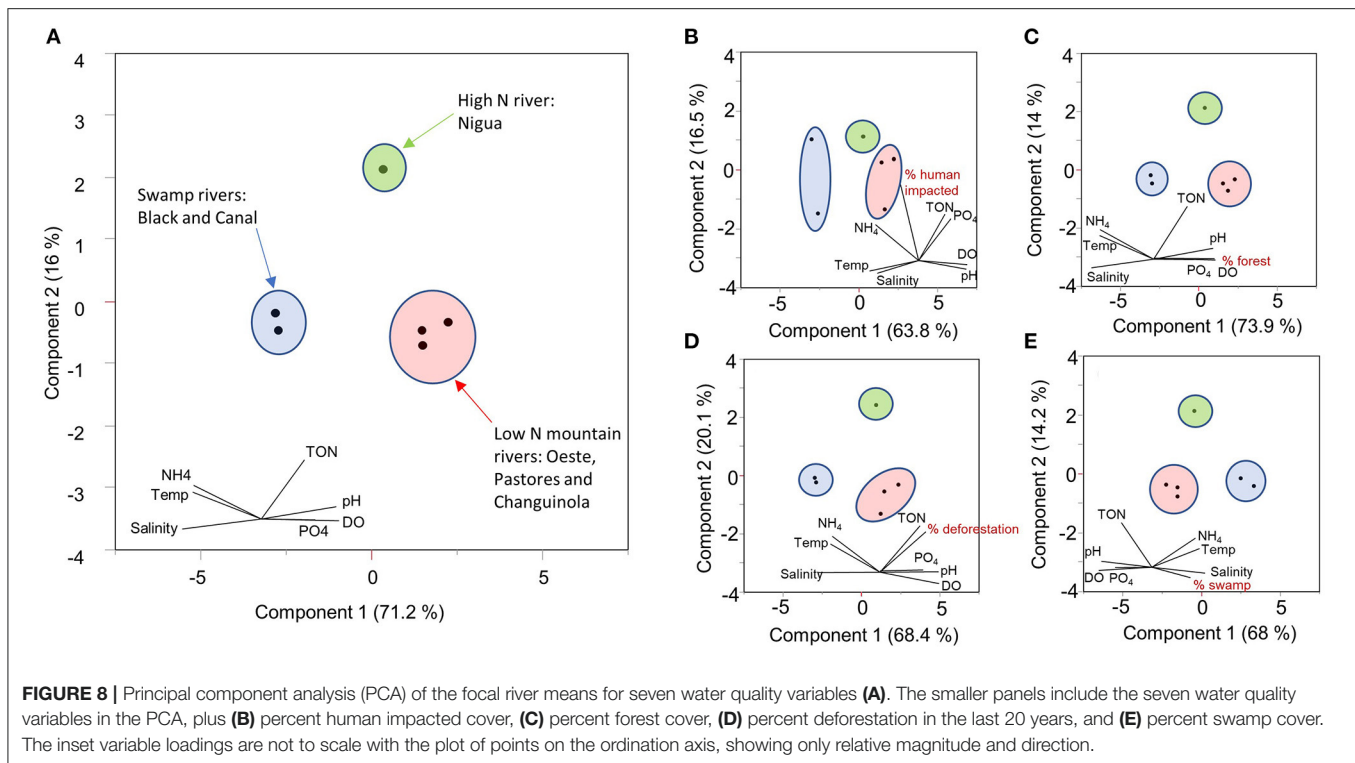 A
4
3
2
1
0
-1
-2
-3
-4
Component 2 (16 %)
High N river:
Nigua
Swamp rivers:
Black and Canal
Low N mountain
rivers: Oeste,
Pastores and
Changuinola
TON
NH4
Temp
pH
Salinity
DO
PO4
-5
0
5
Component 1 (71.2 %)
B
4
2
0
-2
-4
Component 2 (16.5 %)
% human
impacted
TON
PO₄
NH₄
DO
Temp
pH
Salinity
-5
0
5
Component 1 (63.8 %)
C
4
2
0
-2
-4
Component 2 (14 %)
TON
NH₄
Temp
pH
% forest
Salinity
PO₄
DO
-5
0
5
Component 1 (73.9 %)
D
4
2
0
-2
-4
Component 2 (20.1 %)
NH₄
TON
% deforestation
Temp
PO₄
Salinity
pH
DO
-5
0
5
Component 1 (68.4 %)
E
4
2
0
-2
-4
Component 2 (14.2 %)
TON
NH₄
Temp
pH
DO
PO₄
Salinity
% swamp
-5
0
5
Component 1 (68 %)
FIGURE 8 | Principal component analysis (PCA) of the focal river means for seven water quality variables (A). The smaller panels include the seven water quality
variables in the PCA, plus (B) percent human impacted cover, (C) percent forest cover, (D) percent deforestation in the last 20 years, and (E) percent swamp cover.
The inset variable loadings are not to scale with the plot of points on the ordination axis, showing only relative magnitude and direction.